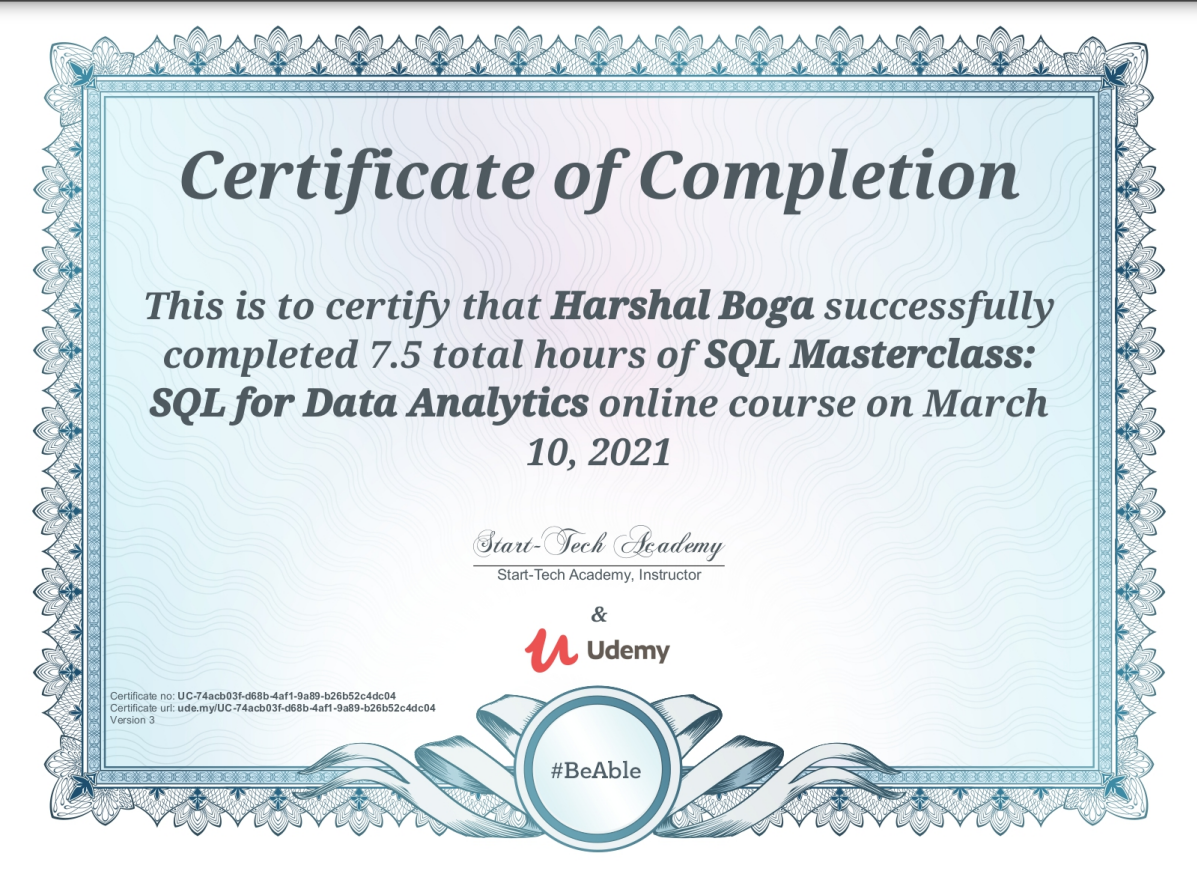 Certificate of Completion
This is to certify that Harshal Boga successfully
completed 7.5 total hours of SQL Masterclass:
SQL for Data Analytics online course on March
10, 2021
Start-Tech Academy
Start-Tech Academy, Instructor
&
Udemy
Certificate no: UC-74acb03f-d68b-4af1-9a89-b26b52c4dc04
Certificate url: ude.my/UC-74acb03f-d68b-4af1-9a89-b26b52c4dc04
Version 3
#BeAble